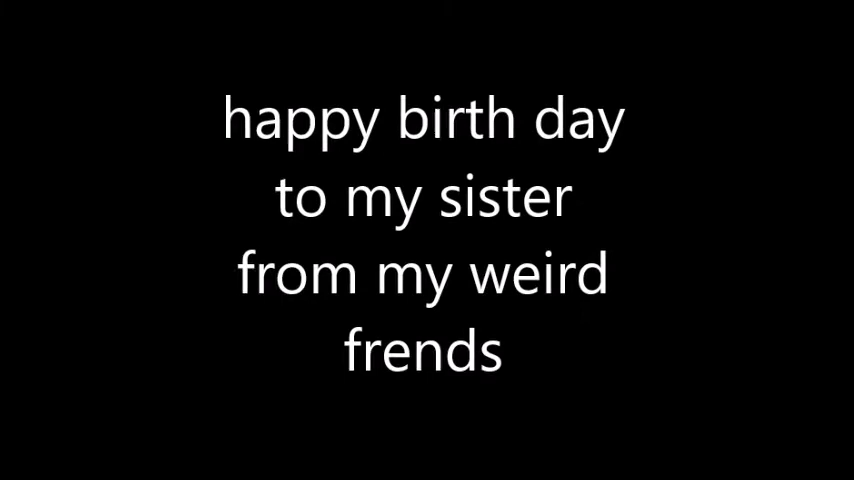 happy birth day
to my sister
from my weird
frends